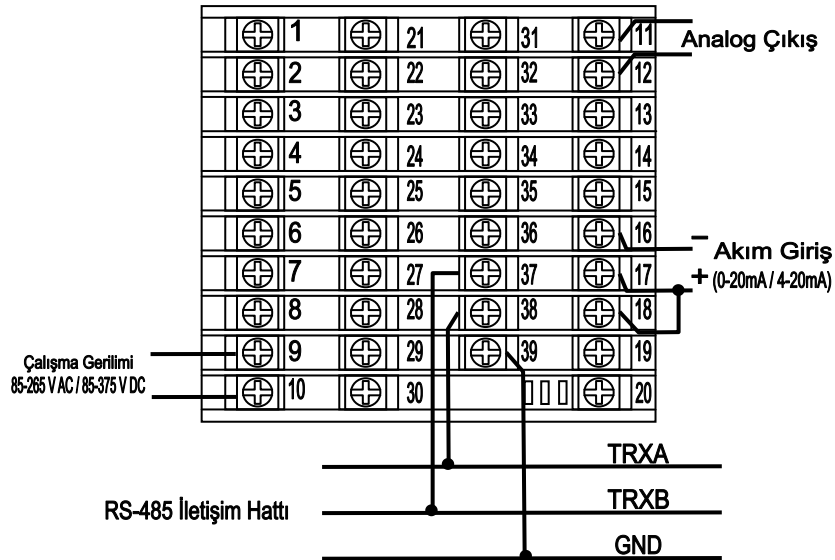 1 21 31 11
Analog Çıkış
2 22 32 12
3 23 33 13
4 24 34 14
5 25 35 15
6 26 36 16
−
Akım Giriş
7 27 37 17
+ (0-20mA / 4-20mA)
8 28 38 18
9 29 39 19
Çalışma Gerilimi
85-265 V AC / 85-375 V DC
10 30 20
TRXA
RS-485 İletişim Hattı
TRXB
GND